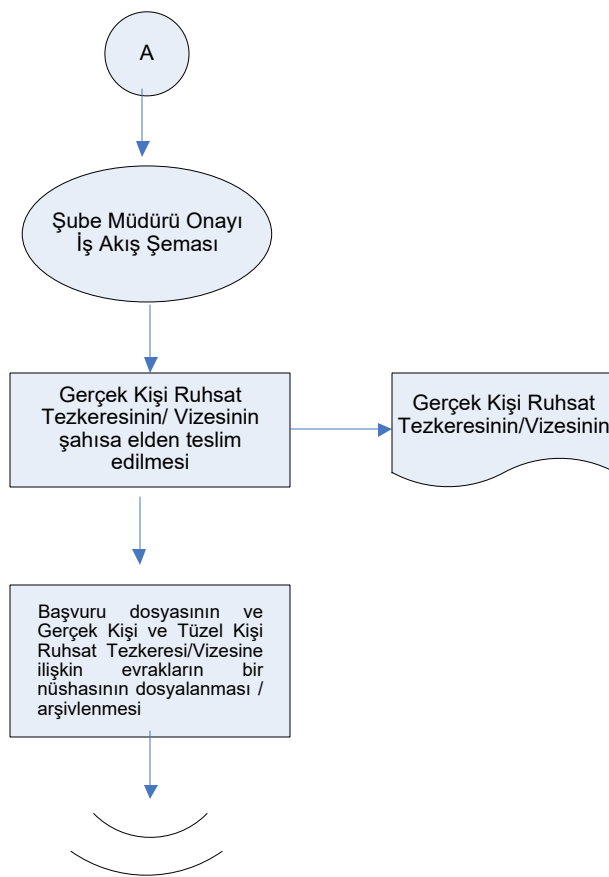 A
Şube Müdürü Onayı
İş Akış Şeması
Gerçek Kişi Ruhsat
Tezkeresinin/ Vizesinin
şahısa elden teslim
edilmesi
Gerçek Kişi Ruhsat
Tezkeresinin/Vizesinin
Başvuru dosyasının ve
Gerçek Kişi ve Tüzel Kişi
Ruhsat Tezkeresi/Vizesine
ilişkin evrakların bir
nüshasının dosyalanması /
arşivlenmesi